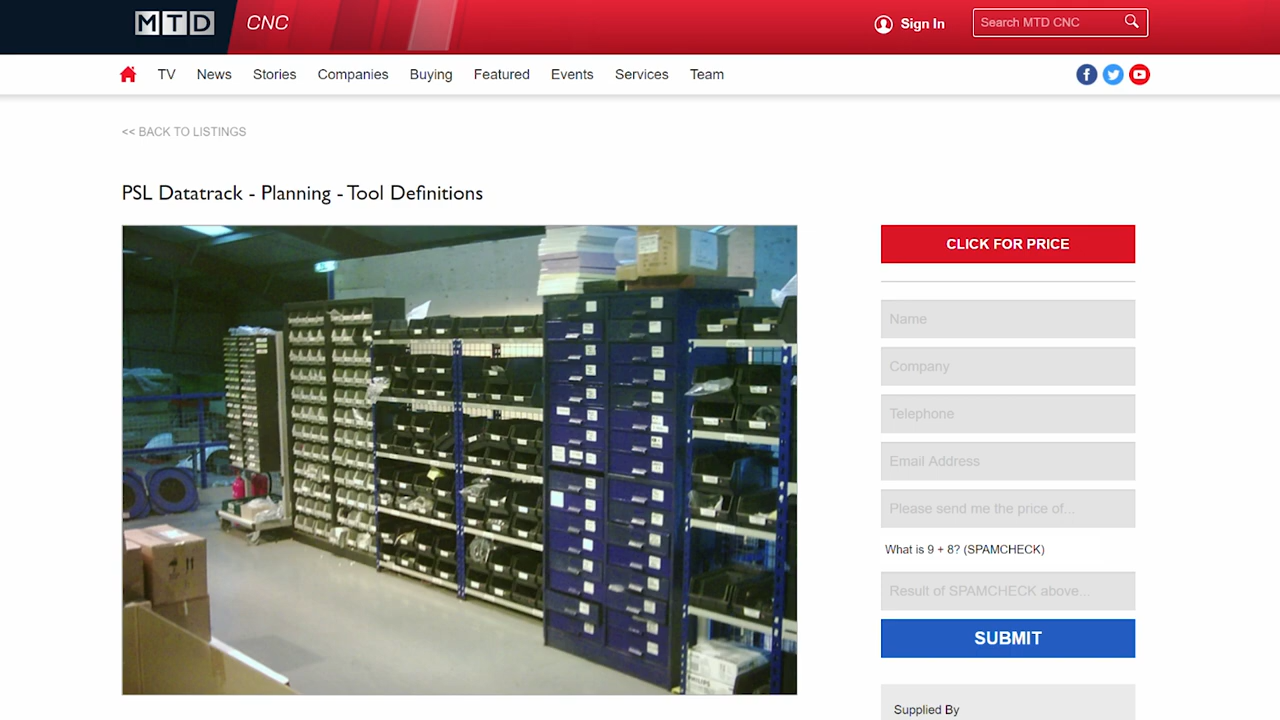 MTD CNC
Sign In
Search MTD CNC
TV News Stories Companies Buying Featured Events Services Team
<< BACK TO LISTINGS
PSL Datatrack - Planning - Tool Definitions
CLICK FOR PRICE
Name
Company
Telephone
Email Address
Please send me the price of...
What is 9 + 8? (SPAMCHECK)
Result of SPAMCHECK above...
SUBMIT
Supplied By
PHILIPS